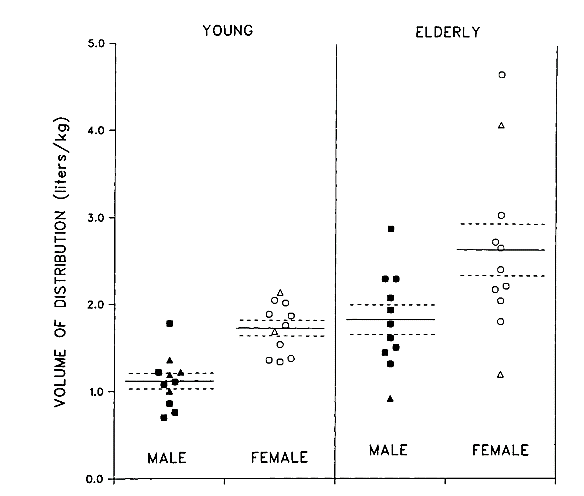 YOUNG ELDERLY
5.0
4.0
3.0
2.0
1.0
0.0
VOLUME OF DISTRIBUTION (liters/kg)
MALE FEMALE MALE FEMALE